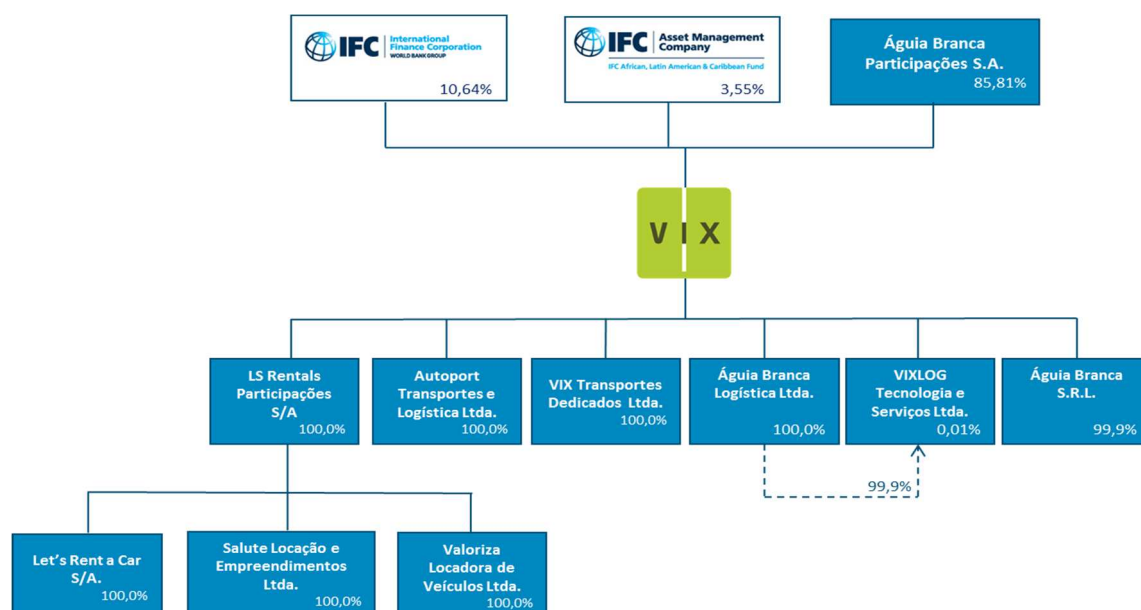 IFC
International
Finance Corporation
WORLD BANK GROUP
10,64%
IFC
Asset Management
Company
IFC African, Latin American & Caribbean Fund
3,55%
Águia Branca
Participações S.A.
85,81%
VIX
LS Rentals
Participações
S/A
100,0%
Autoport
Transportes e
Logística Ltda.
100,0%
VIX Transportes
Dedicados Ltda.
100,0%
Águia Branca
Logística Ltda.
100,0%
VIXLOG
Tecnologia e
Serviços Ltda.
0,01%
Águia Branca
S.R.L.
99,9%
99,9%
Let's Rent a Car
S/A.
100,0%
Salute Locação e
Empreendimentos
Ltda.
100,0%
Valoriza
Locadora de
Veículos Ltda.
100,0%